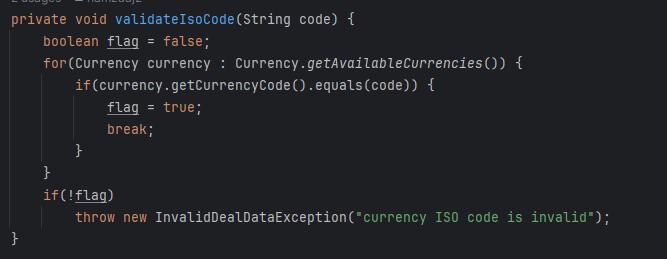 private void validateIsoCode(String code) {
    boolean flag = false;
    for(Currency currency : Currency.getAvailableCurrencies()) {
        if(currency.getCurrencyCode().equals(code)) {
            flag = true;
            break;
        }
    }
    if(!flag)
        throw new InvalidDealDataException("currency ISO code is invalid");
}